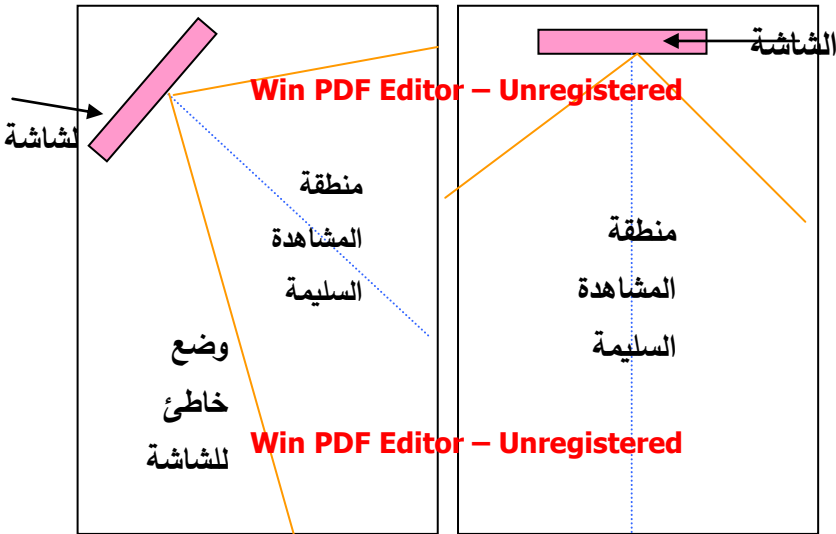 الشاشة
Win PDF Editor – Unregistered
لشاشة
منطقة
المشاهدة
السليمة
منطقة
المشاهدة
السليمة
وضع
خاطئ
للشاشة
Win PDF Editor – Unregistered